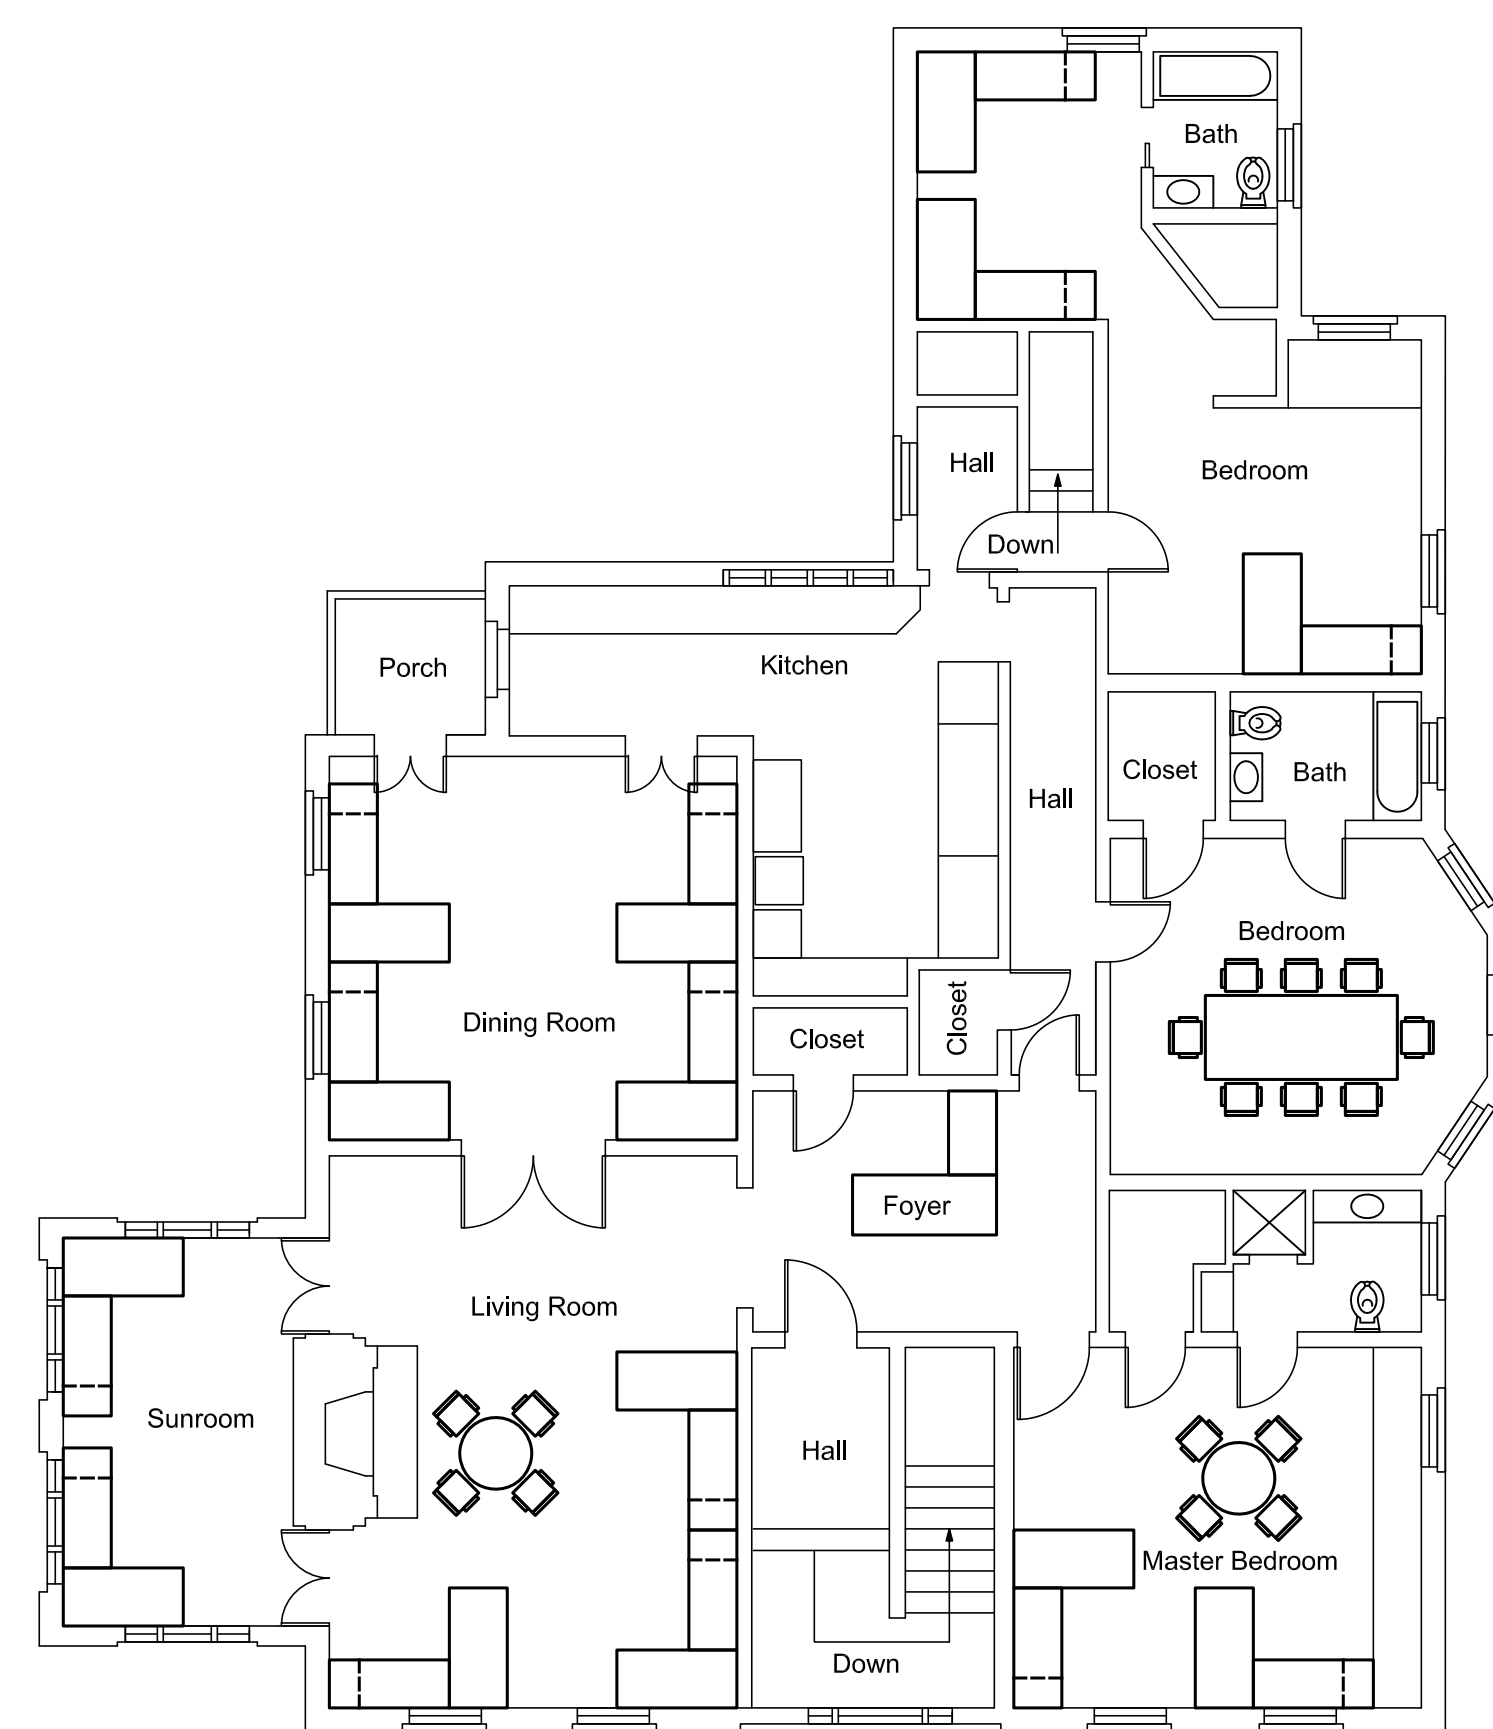 Bath
Hall
Bedroom
Down
Porch
Kitchen
Closet
Bath
Hall
Bedroom
Dining Room
Closet
Closet
Foyer
Living Room
Sunroom
Hall
Master Bedroom
Down